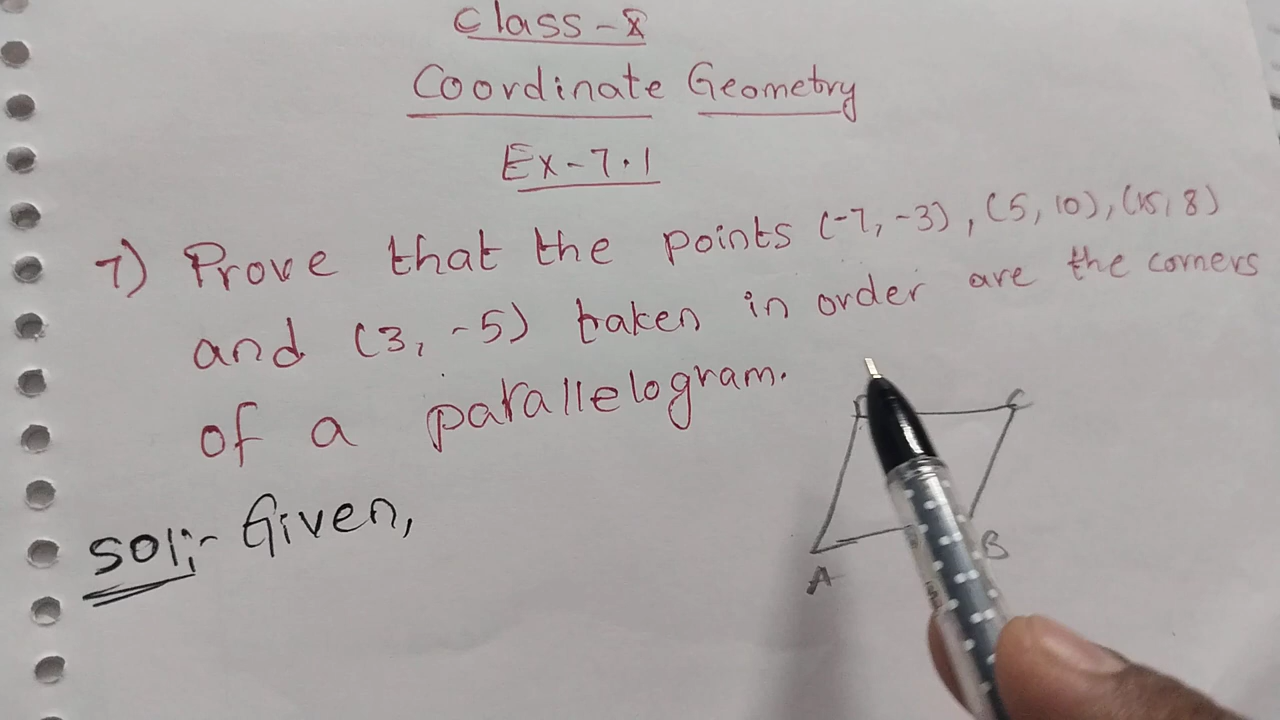 Class-X
Coordinate Geometry
Ex-7.1
7) Prove that the points (-7, -3), (5, 10), (15, 8)
and (3, -5) taken in order are the corners
of a parallelogram.
C
Sol:- Given,
B
A